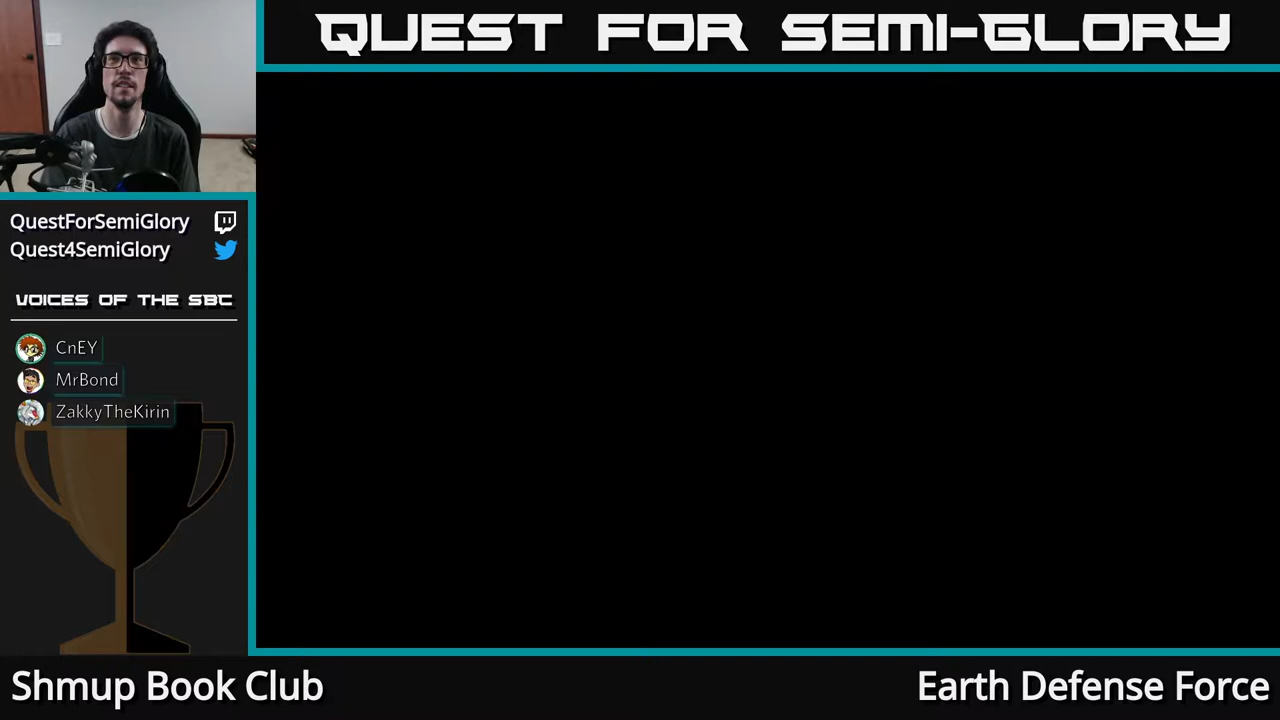 QUEST FOR SEMI-GLORY
QuestForSemiGlory
Quest4SemiGlory
VOICES OF THE SBC
CnEY
MrBond
ZakkyTheKirin
Shmup Book Club
Earth Defense Force